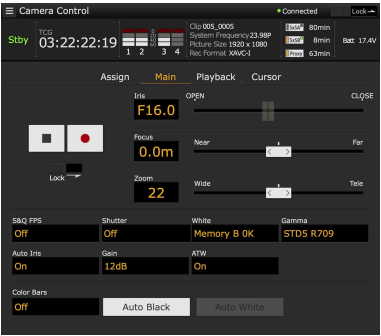 Camera Control
Connected
Lock
Stby
TCG
03:22:22:19
1 2 3 4
Clip 005_000S
System Frequency 23.98P
Picture Size 1920 x 1080
Rec Format XAVC-I
80min
8min
Proxy 63min
Batt 17.4V
Assign Main Playback Cursor
Iris
F16.0
OPEN CLOSE
Focus
0.0m
Near Far
Lock
Zoom
22
Wide Tele
S&Q FPS Shutter White Gamma
Off Off Memory B 0K STD5 R709
Auto Iris Gain ATW
On 12dB On
Color Bars
Off
Auto Black
Auto White